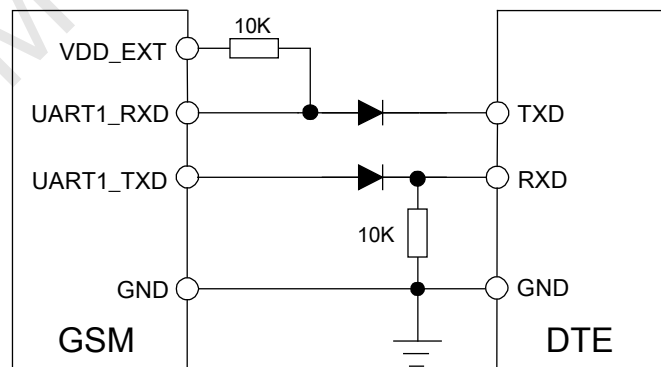 10K
VDD_EXT
UART1_RXD
TXD
UART1_TXD
RXD
10K
GND
GND
GSM
DTE